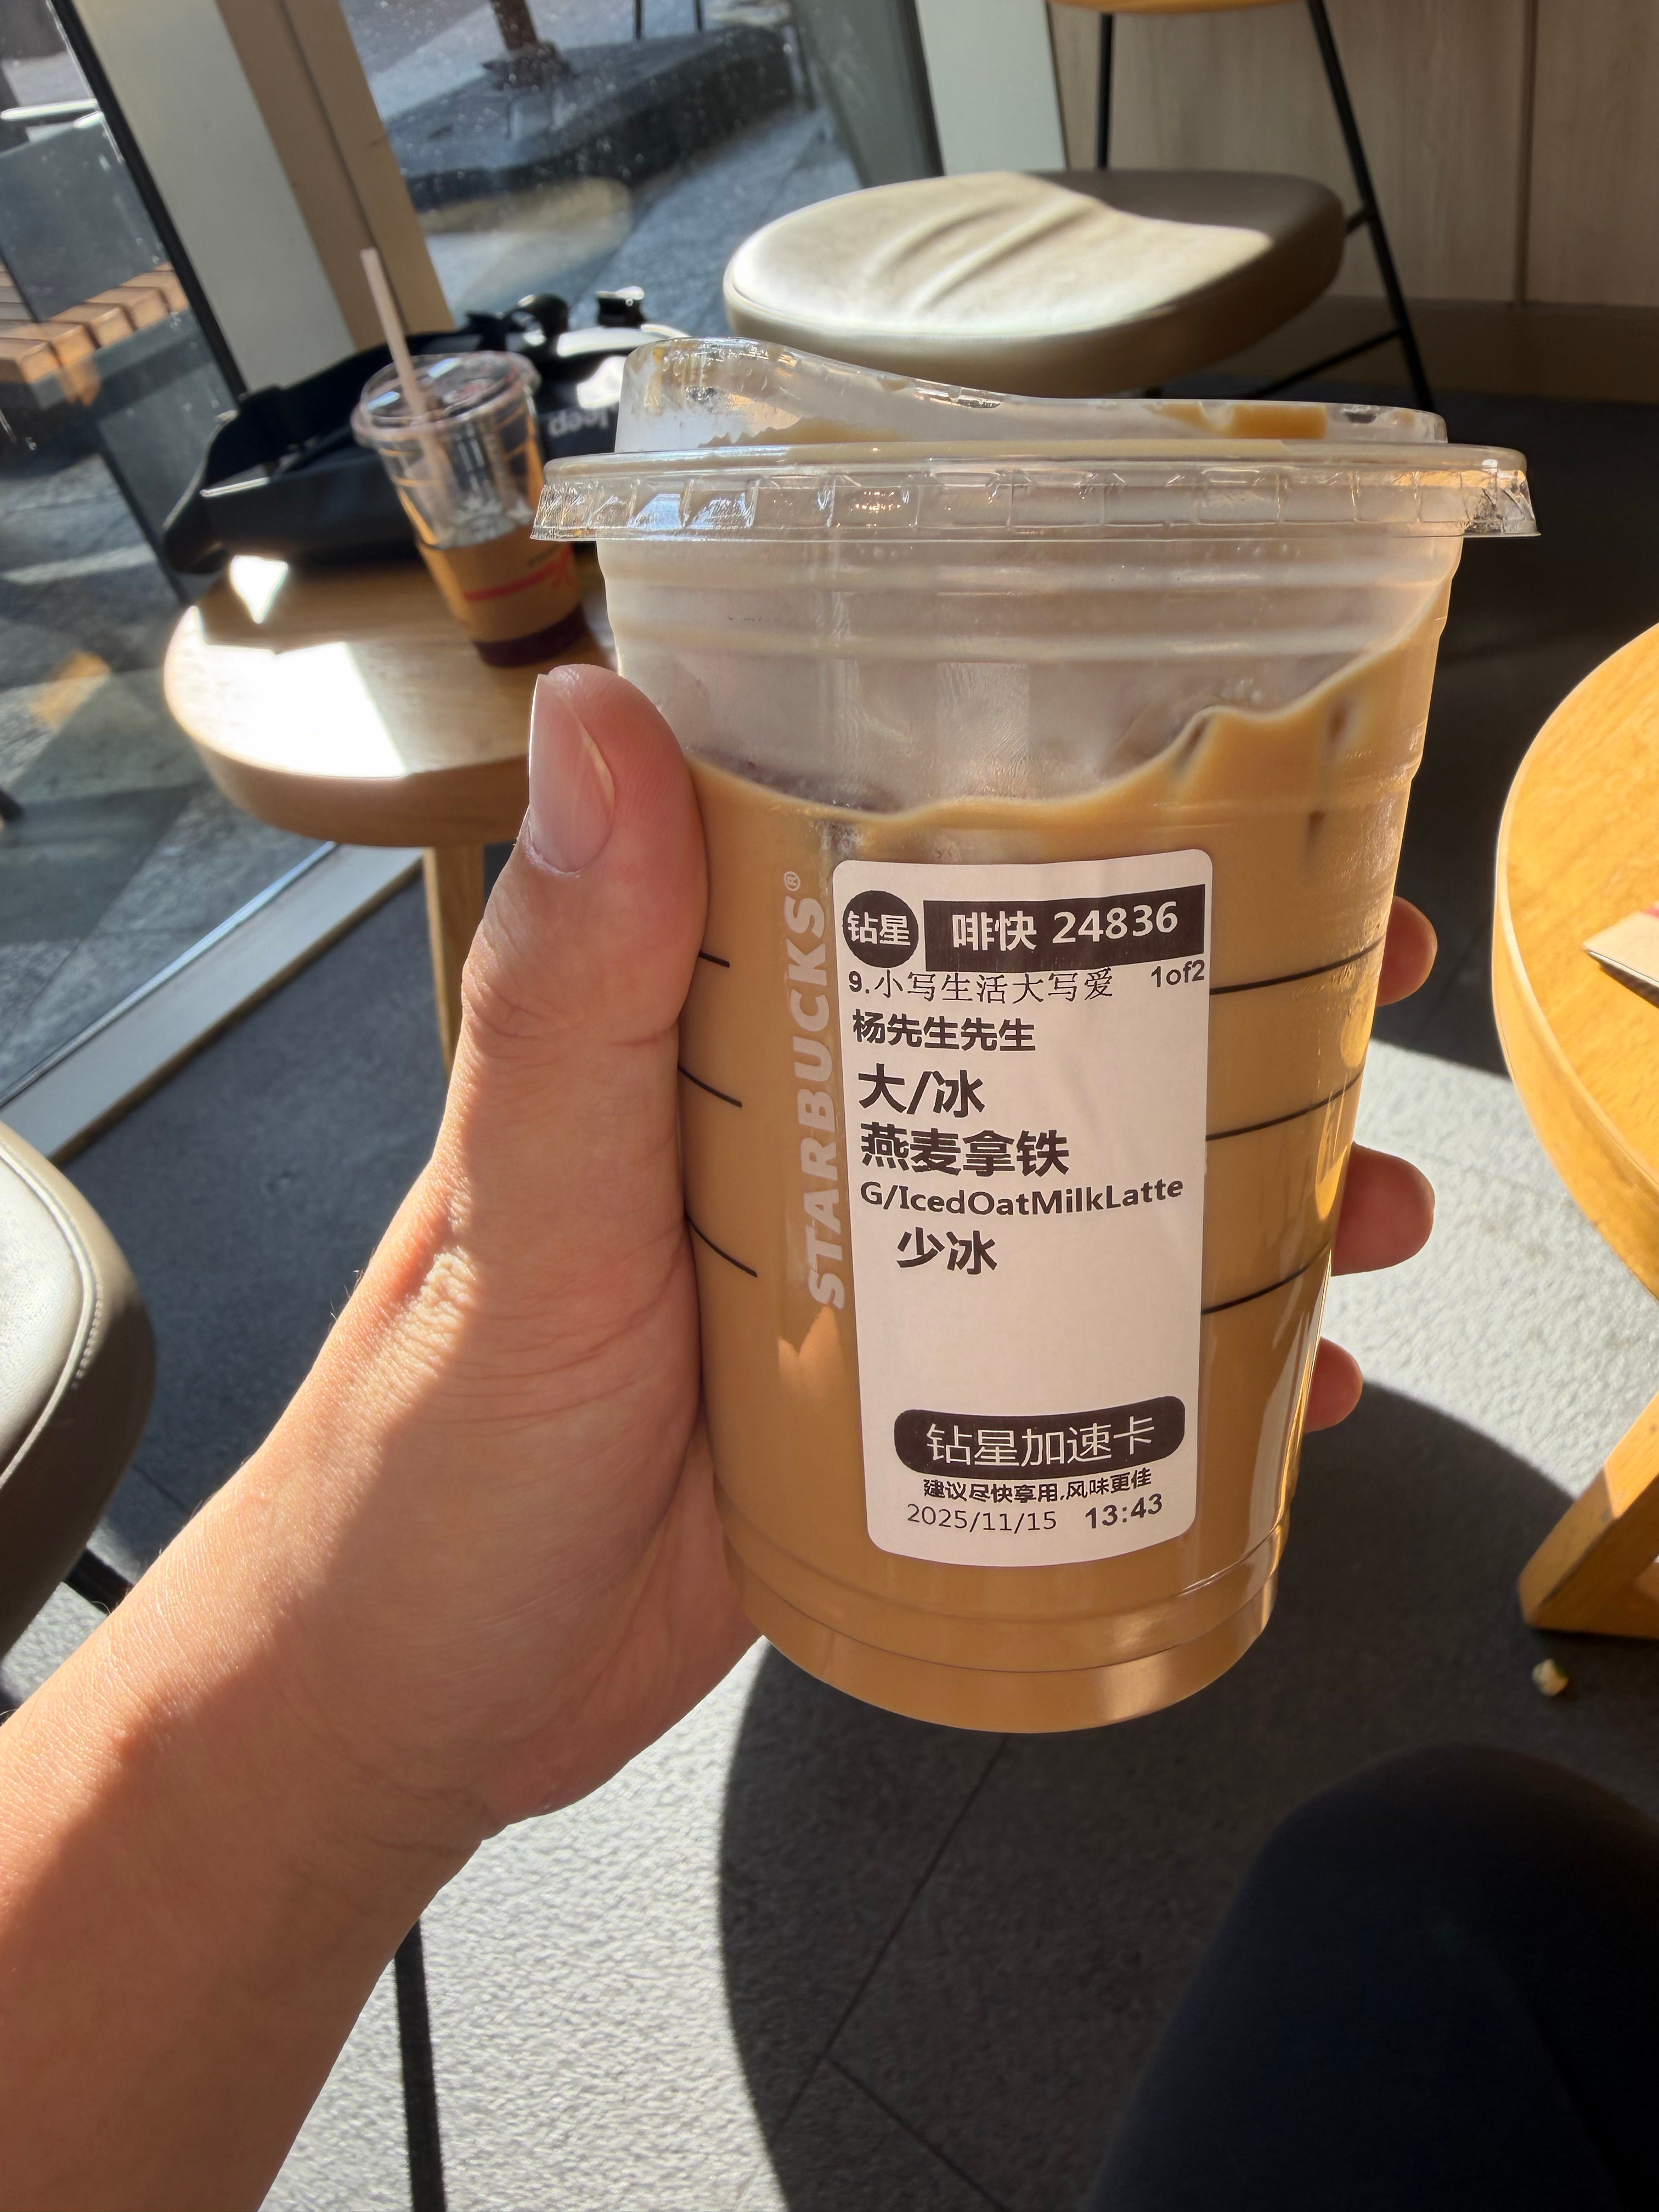 Jeep
STARBUCKS®
钻星 啡快 24836
9.小写生活大写爱 1of2
杨先生先生
大/冰
燕麦拿铁
G/IcedOatMilkLatte
少冰
钻星加速卡
建议尽快享用,风味更佳
2025/11/15 13:43